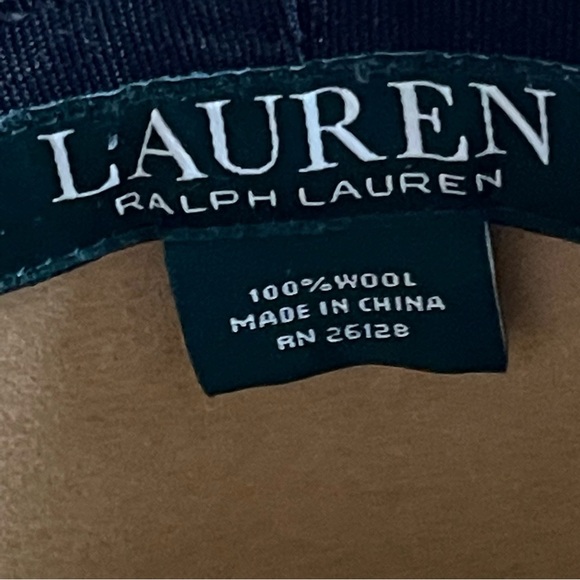 LAUREN
RALPH LAUREN
100% WOOL
MADE IN CHINA
RN 26128